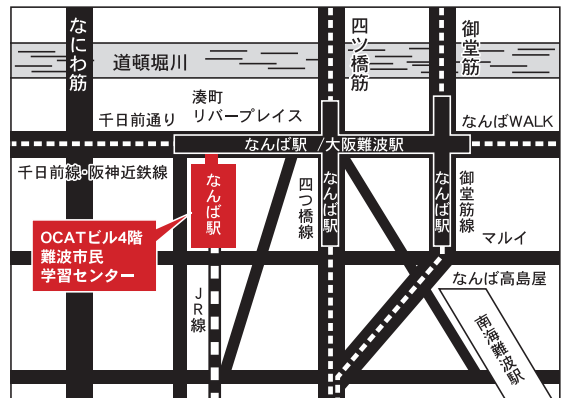 なにわ筋
四ツ橋筋
御堂筋
道頓堀川
湊町
リバープレイス
千日前通り
なんばWALK
なんば駅 /大阪難波駅
千日前線・阪神近鉄線
なんば駅
四つ橋線
なんば駅
なんば駅
御堂筋線
OCATビル4階
難波市民
学習センター
マルイ
なんば高島屋
JR線
南海難波駅